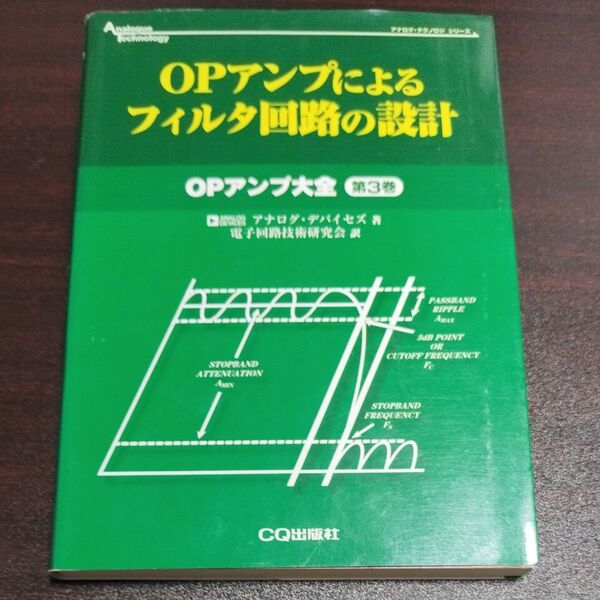 Analogue
Technology
アナログ・テクノロジ シリーズ
OPアンプによる
フィルタ回路の設計
OPアンプ大全 第3巻
ANALOG
DEVICES
アナログ・デバイセズ 著
電子回路技術研究会 訳
PASSBAND
RIPPLE
AMAX
3dB POINT
OR
CUTOFF FREQUENCY
FC
STOPBAND
ATTENUATION
AMIN
STOPBAND
FREQUENCY
FS
CQ出版社